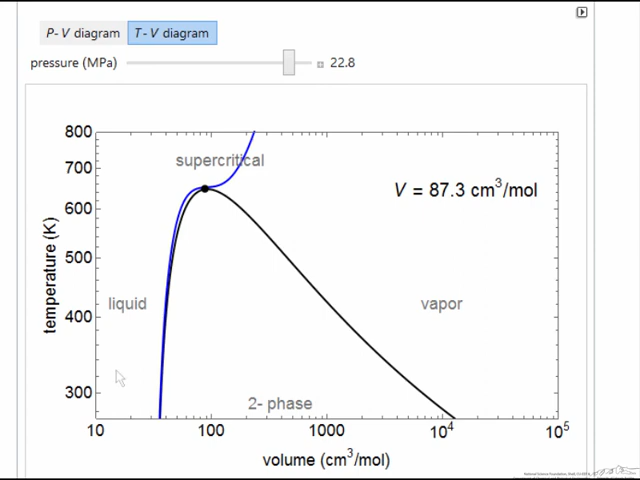 P- V diagram T - V diagram
pressure (MPa) 22.8
800
supercritical
700
V = 87.3 cm³/mol
600
500
temperature (K)
liquid
vapor
400
300
2- phase
10 100 1000 10⁴ 10⁵
volume (cm³/mol)